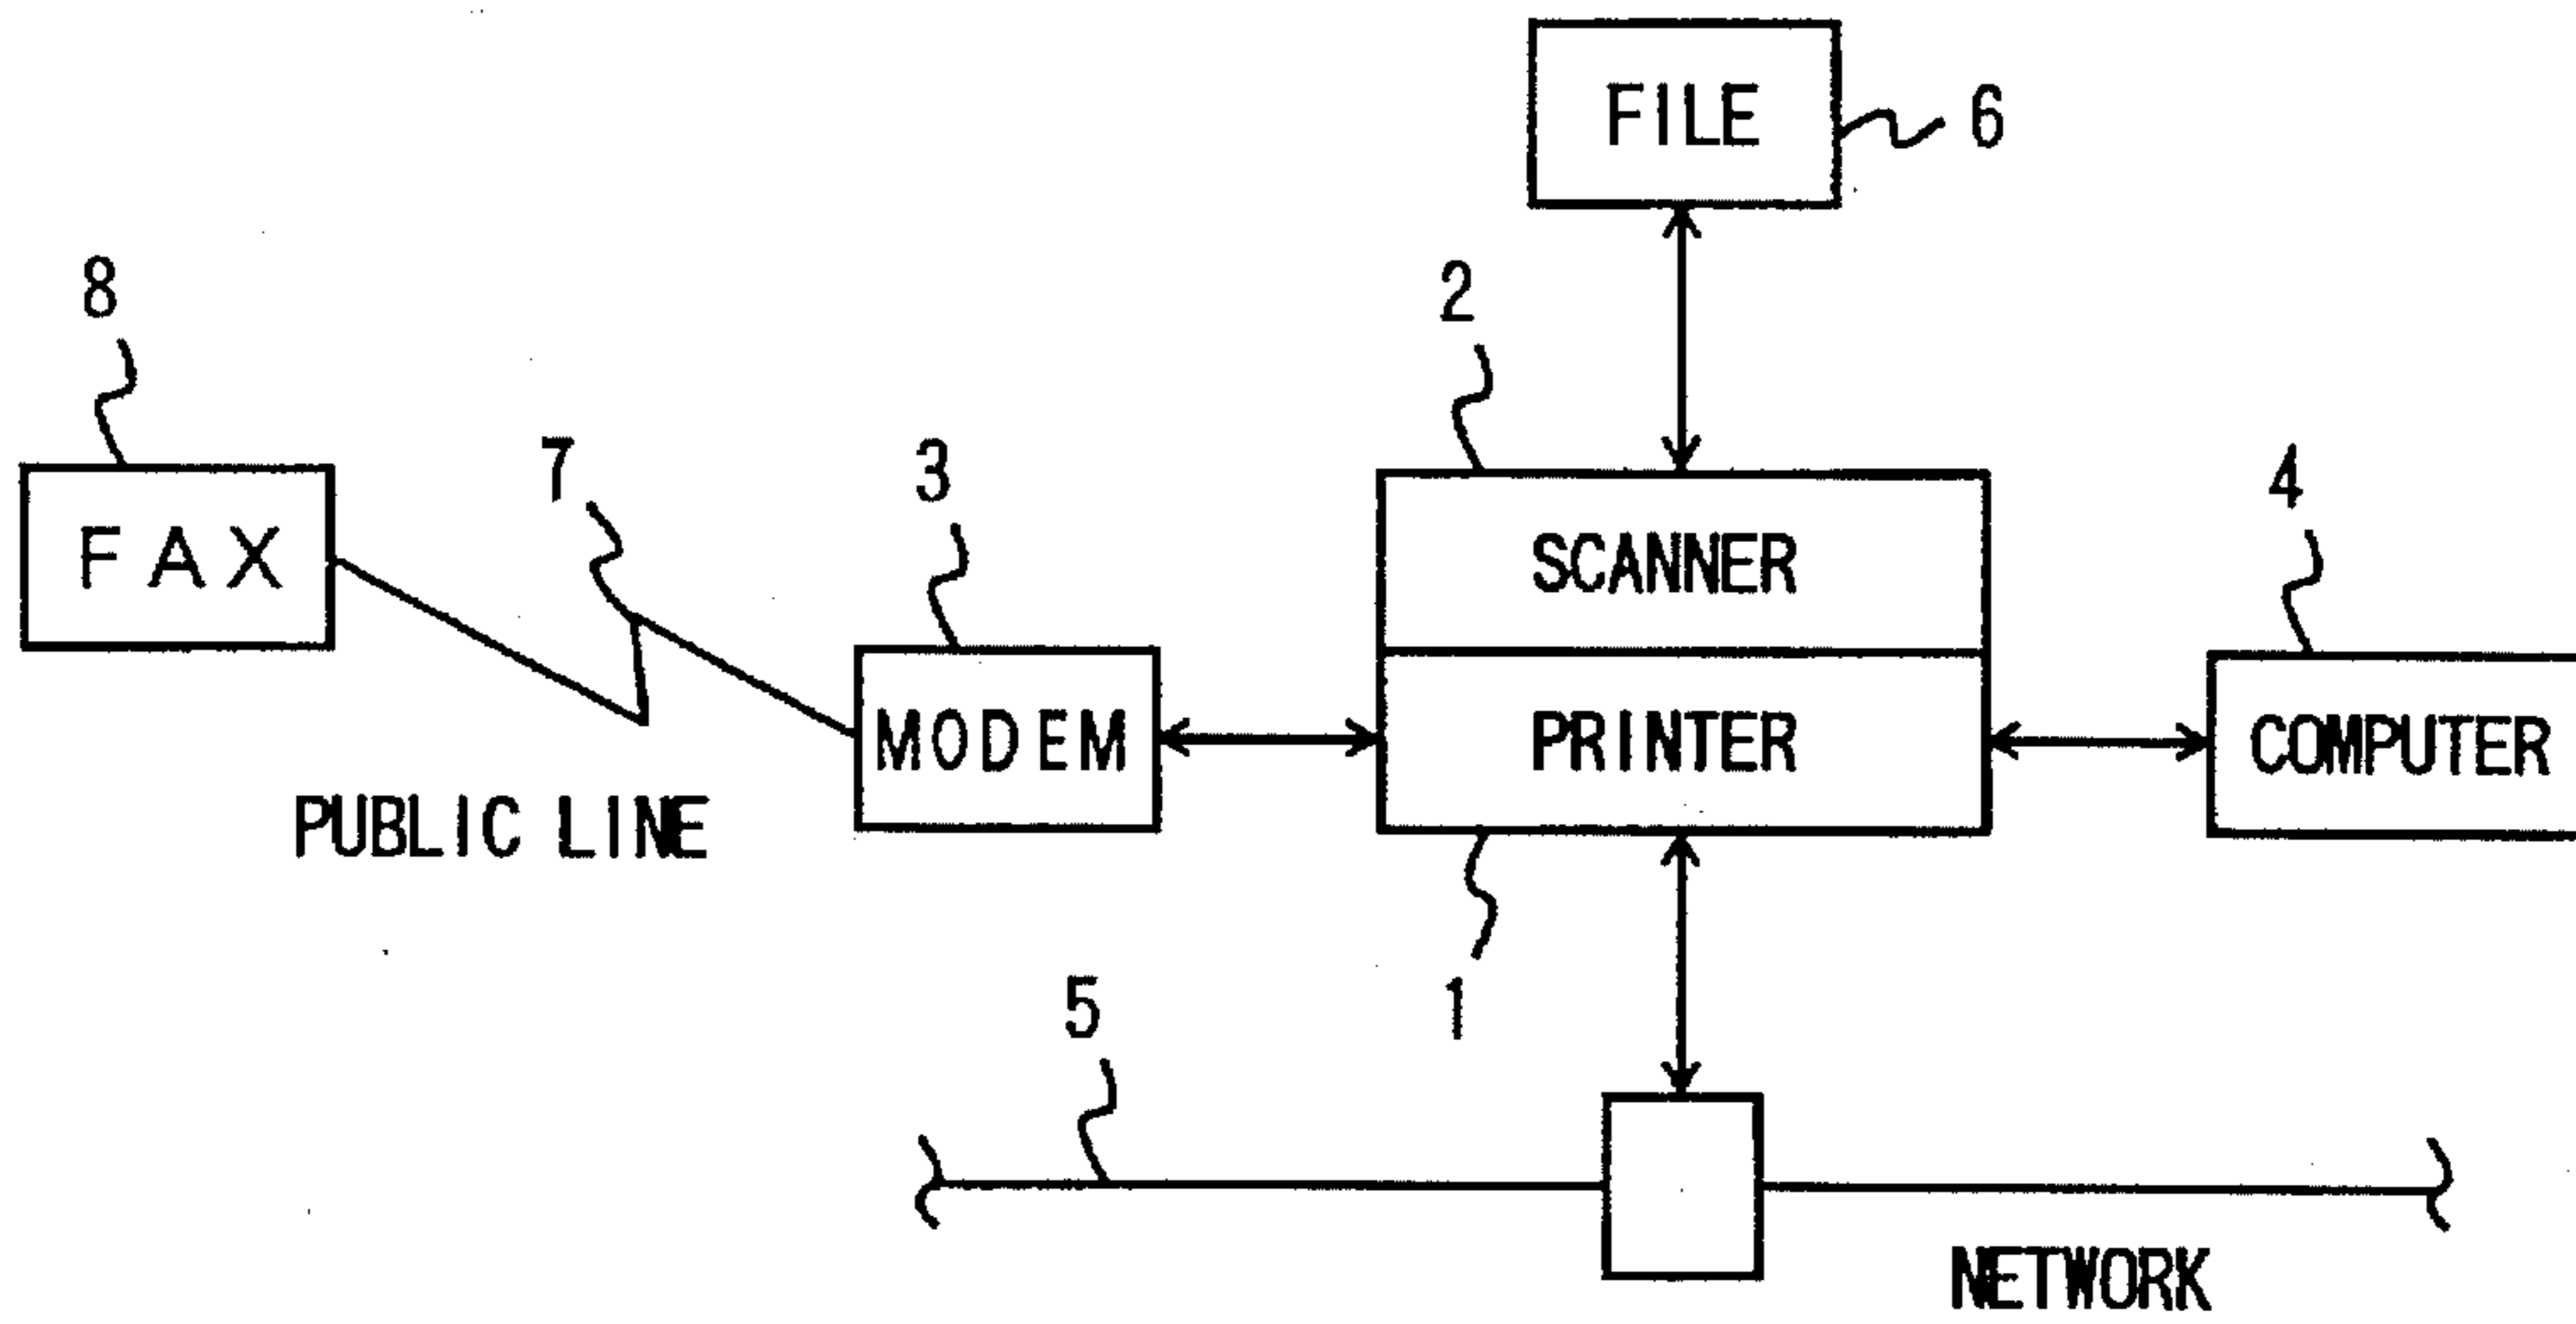 FILE
6
8
2
7
3
4
FAX
SCANNER
MODEM
PRINTER
COMPUTER
PUBLIC LINE
1
5
NETWORK